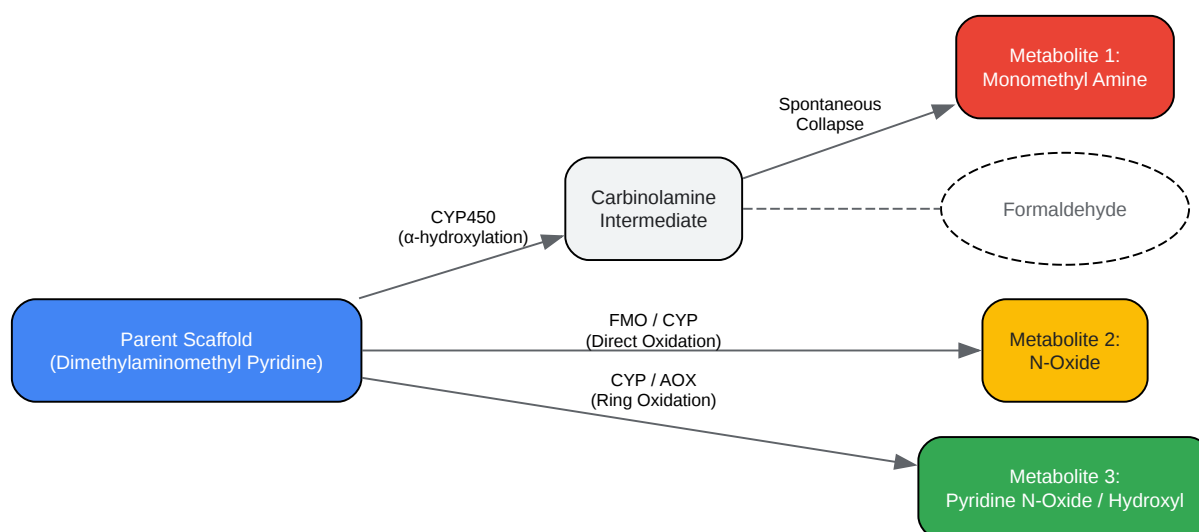 Metabolite 1:
Monomethyl Amine
Spontaneous
Collapse
Carbinolamine
Intermediate
Formaldehyde
CYP450
(α-hydroxylation)
Parent Scaffold
(Dimethylaminomethyl Pyridine)
FMO / CYP
(Direct Oxidation)
Metabolite 2:
N-Oxide
CYP / AOX
(Ring Oxidation)
Metabolite 3:
Pyridine N-Oxide / Hydroxyl